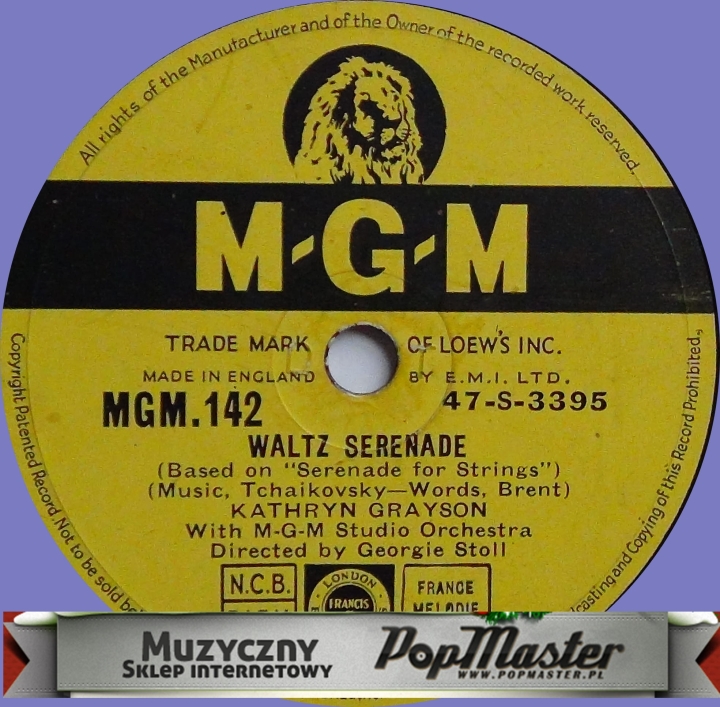 All rights of the Manufacturer and of the Owner of the recorded work reserved.
M-G-M
TRADE MARK OF LOEW'S INC.
MADE IN ENGLAND BY E.M.I. LTD.
MGM.142 47-S-3395
WALTZ SERENADE
(Based on "Serenade for Strings")
(Music, Tchaikovsky—Words, Brent)
KATHRYN GRAYSON
With M-G-M Studio Orchestra
Directed by Georgie Stoll
N.C.B. LONDON FRANCE
FRANCIS MELODIE
Copyright Patented Record. Not to be sold
casting and Copying of this Record Prohibited.
MUZYCZNY
SKLEP INTERNETOWY
PopMaster
WWW.POPMASTER.PL